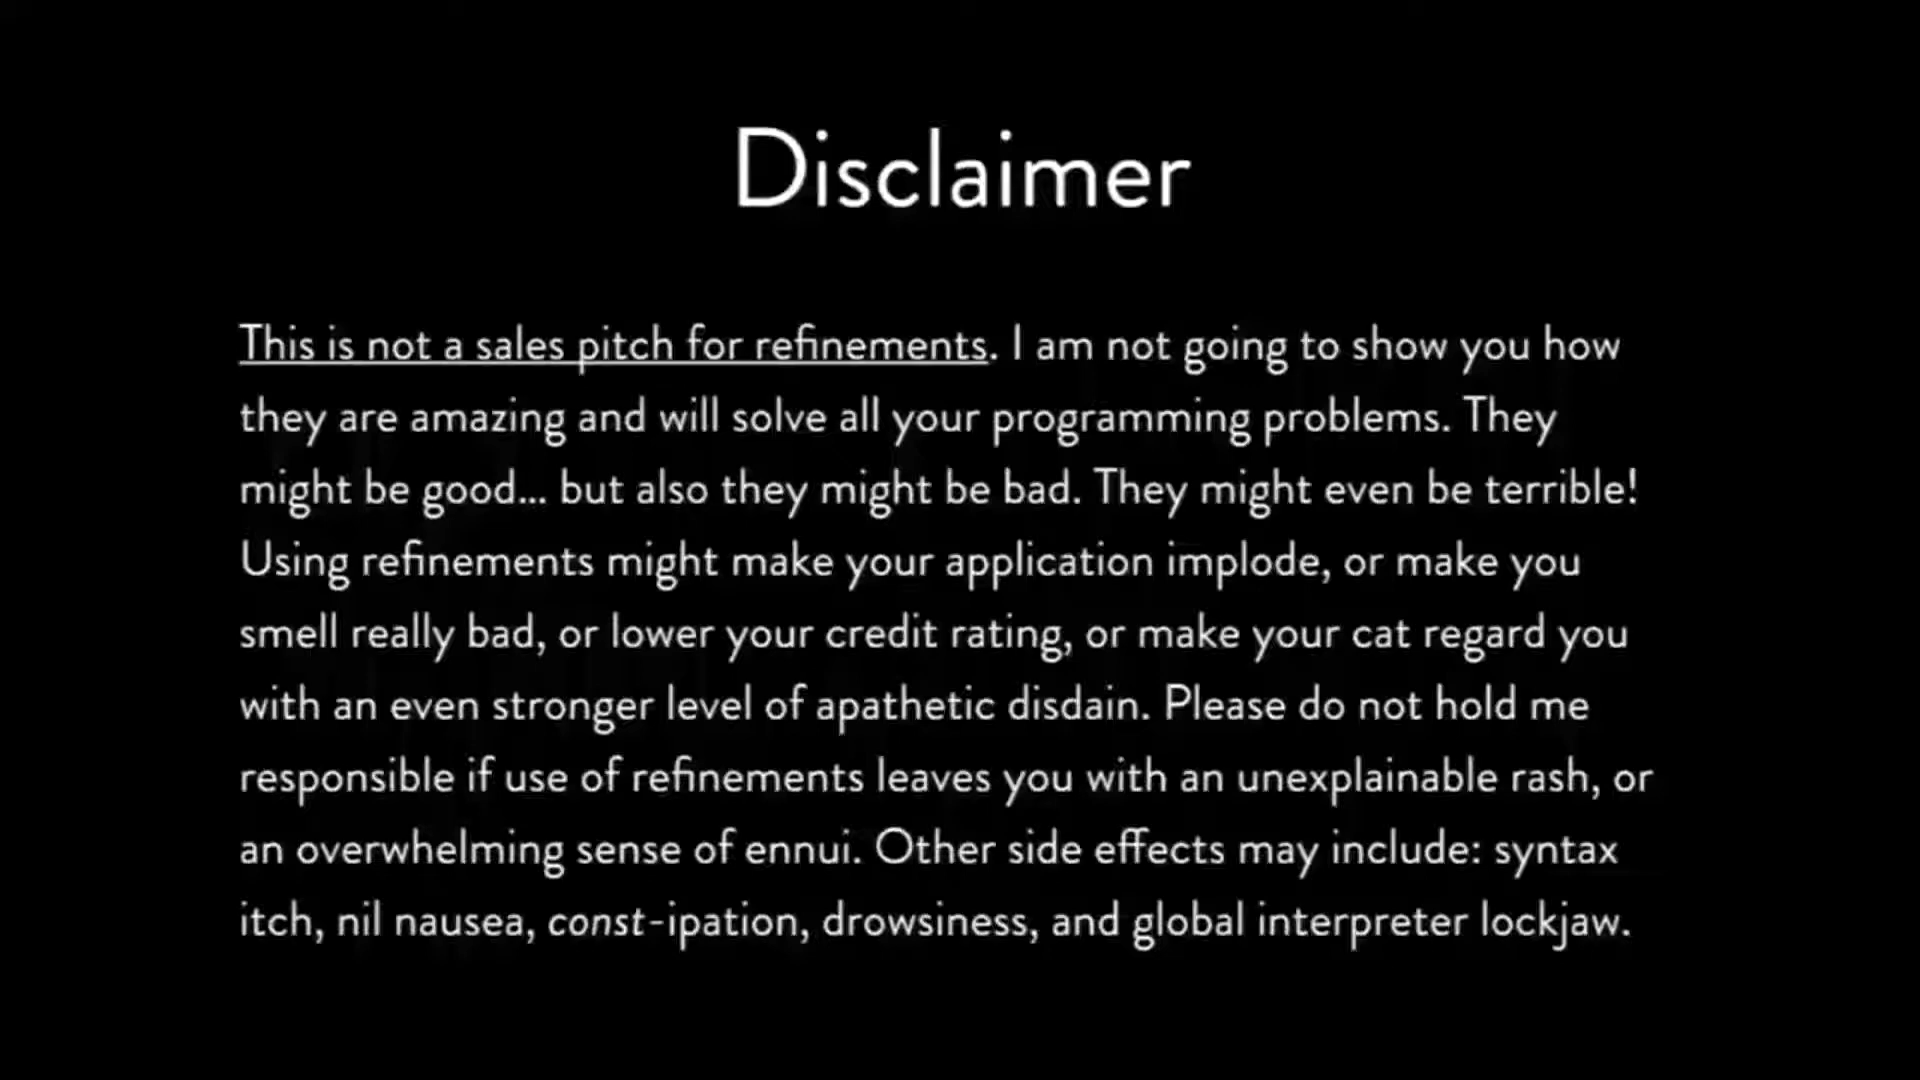 Disclaimer
This is not a sales pitch for refinements. I am not going to show you how
they are amazing and will solve all your programming problems. They
might be good... but also they might be bad. They might even be terrible!
Using refinements might make your application implode, or make you
smell really bad, or lower your credit rating, or make your cat regard you
with an even stronger level of apathetic disdain. Please do not hold me
responsible if use of refinements leaves you with an unexplainable rash, or
an overwhelming sense of ennui. Other side effects may include: syntax
itch, nil nausea, const-ipation, drowsiness, and global interpreter lockjaw.